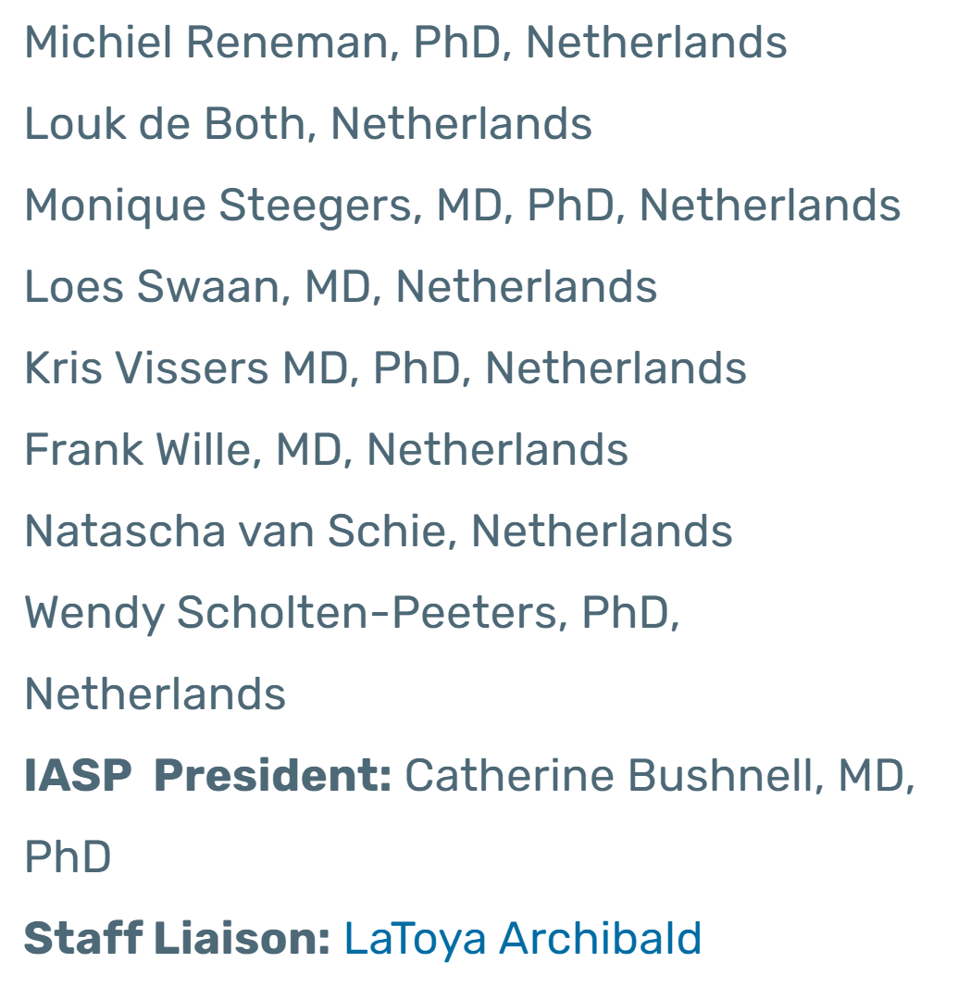 Michiel Reneman, PhD, Netherlands
Louk de Both, Netherlands
Monique Steegers, MD, PhD, Netherlands
Loes Swaan, MD, Netherlands
Kris Vissers MD, PhD, Netherlands
Frank Wille, MD, Netherlands
Natascha van Schie, Netherlands
Wendy Scholten-Peeters, PhD,
Netherlands
IASP  President: Catherine Bushnell, MD,
PhD
Staff Liaison: LaToya Archibald